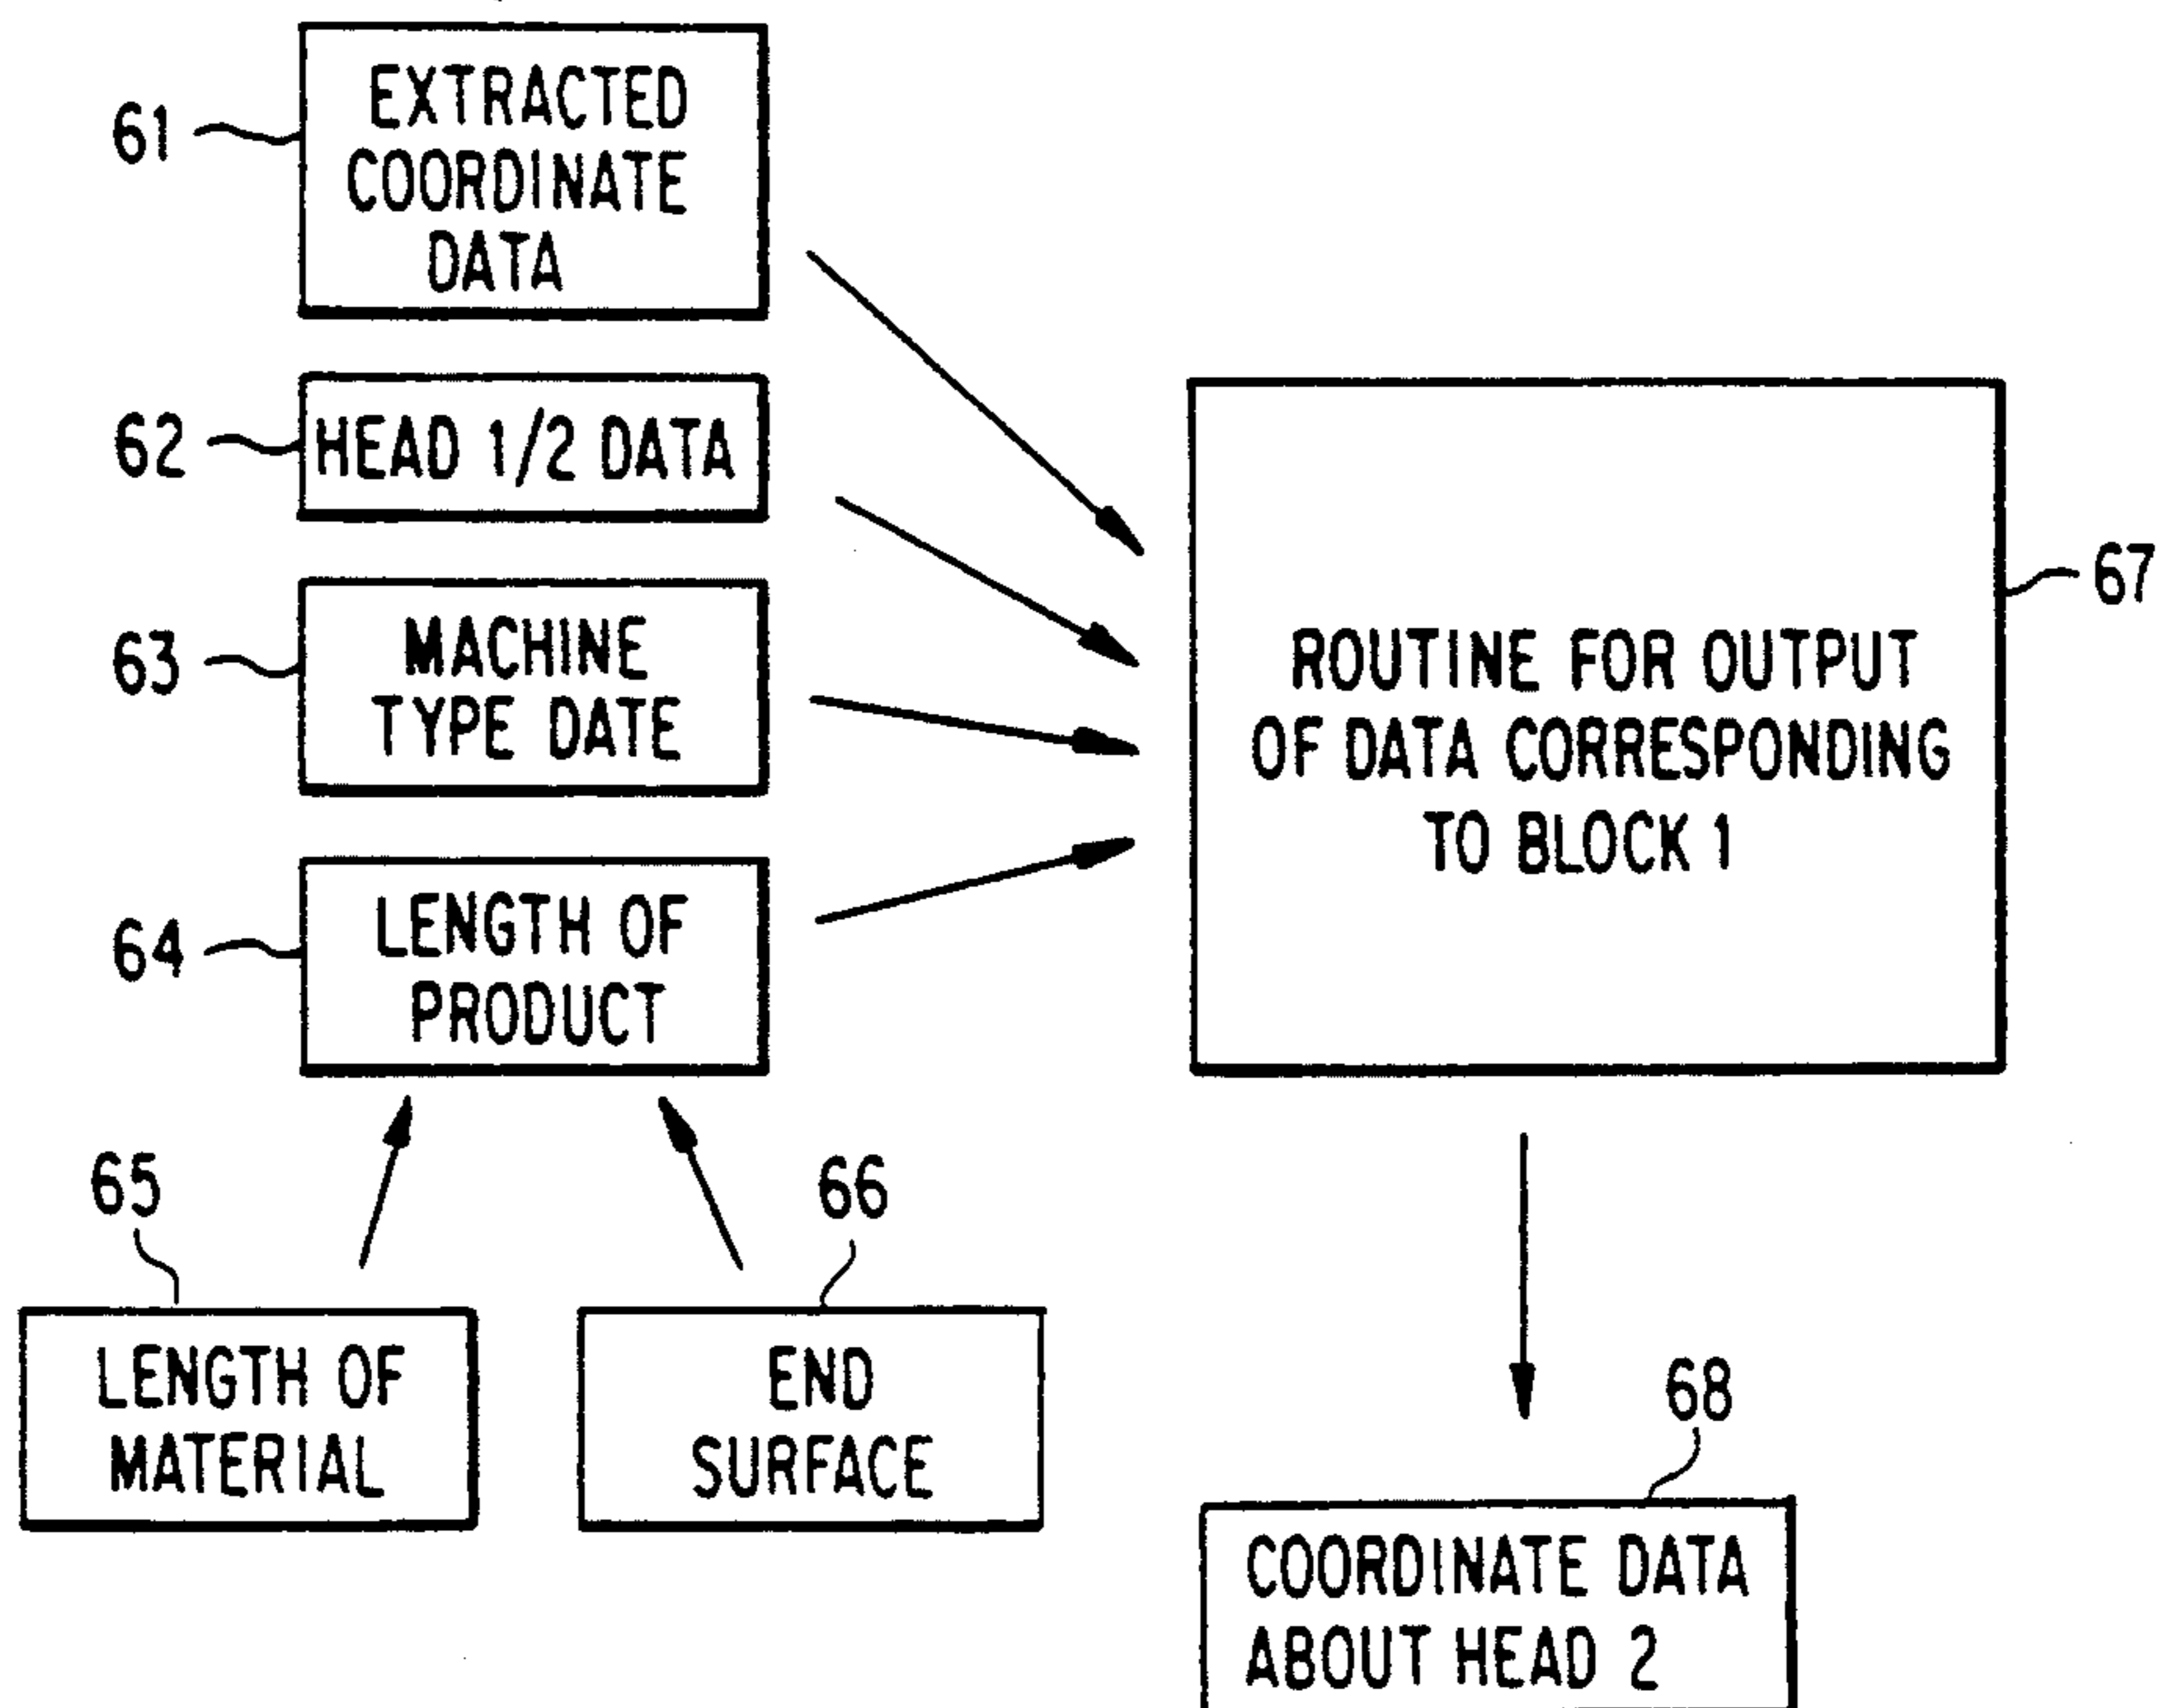 61
EXTRACTED
COORDINATE
DATA
62
HEAD 1/2 DATA
63
MACHINE
TYPE DATE
64
LENGTH OF
PRODUCT
67
ROUTINE FOR OUTPUT
OF DATA CORRESPONDING
TO BLOCK 1
65
LENGTH OF
MATERIAL
66
END
SURFACE
68
COORDINATE DATA
ABOUT HEAD 2